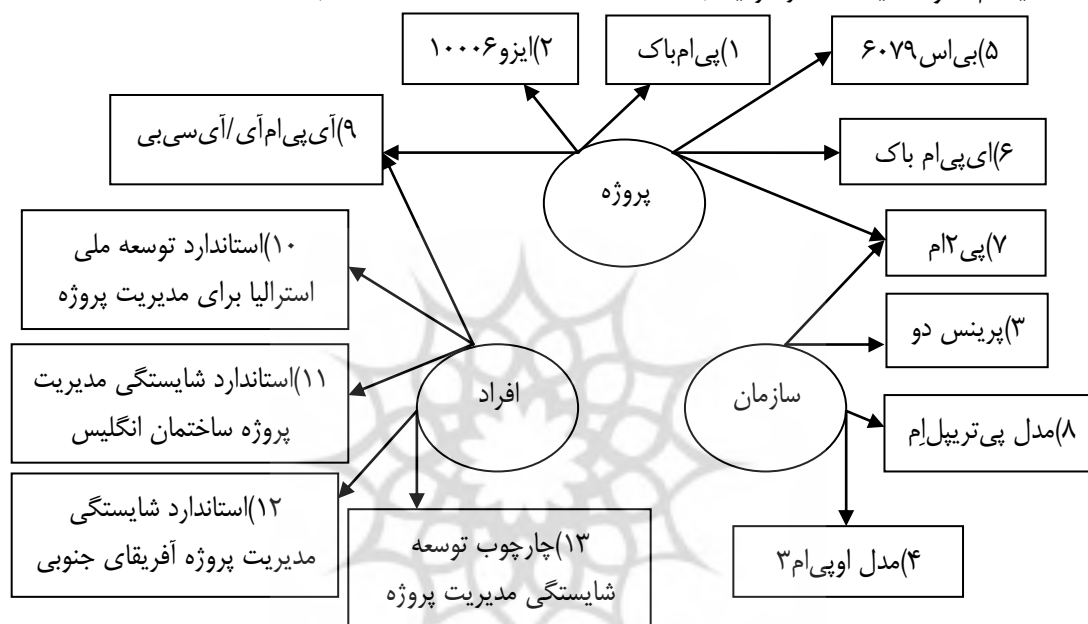 ۵)بی‌اس۶۰۷۹
۱)پی‌ام‌باک
۲)ایزو۱۰۰۰۶
۶)ای‌پی‌ام باک
۹)آی‌پی‌ام‌آی/آی‌سی‌بی
پروژه
۷)پی۲ام
۱۰)استاندارد توسعه ملی
استرالیا برای مدیریت پروژه
۳)پرینس دو
۱۱)استاندارد شایستگی مدیریت
پروژه ساختمان انگلیس
افراد
سازمان
۸)مدل پی‌تریپل‌اِم
۱۲)استاندارد شایستگی
مدیریت پروژه آفریقای جنوبی
۱۳)چارچوب توسعه
شایستگی مدیریت پروژه
۴)مدل اوپی‌ام۳